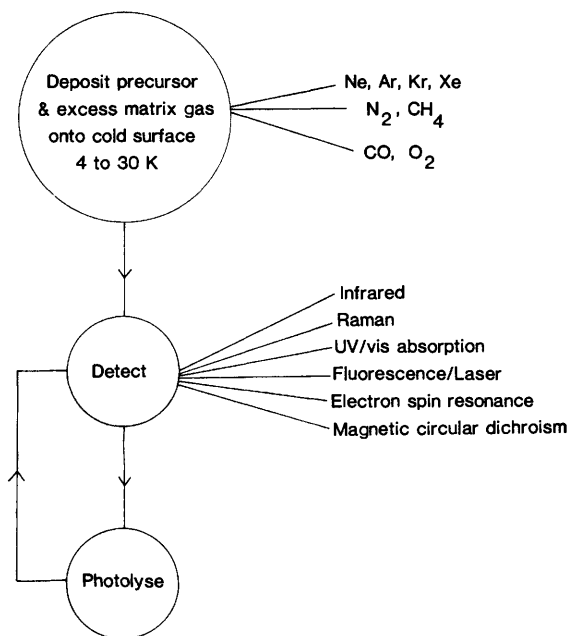 Deposit precursor
& excess matrix gas
onto cold surface
4 to 30 K
Ne, Ar, Kr, Xe
N2, CH4
CO, O2
Detect
Infrared
Raman
UV/vis absorption
Fluorescence/Laser
Electron spin resonance
Magnetic circular dichroism
Photolyse